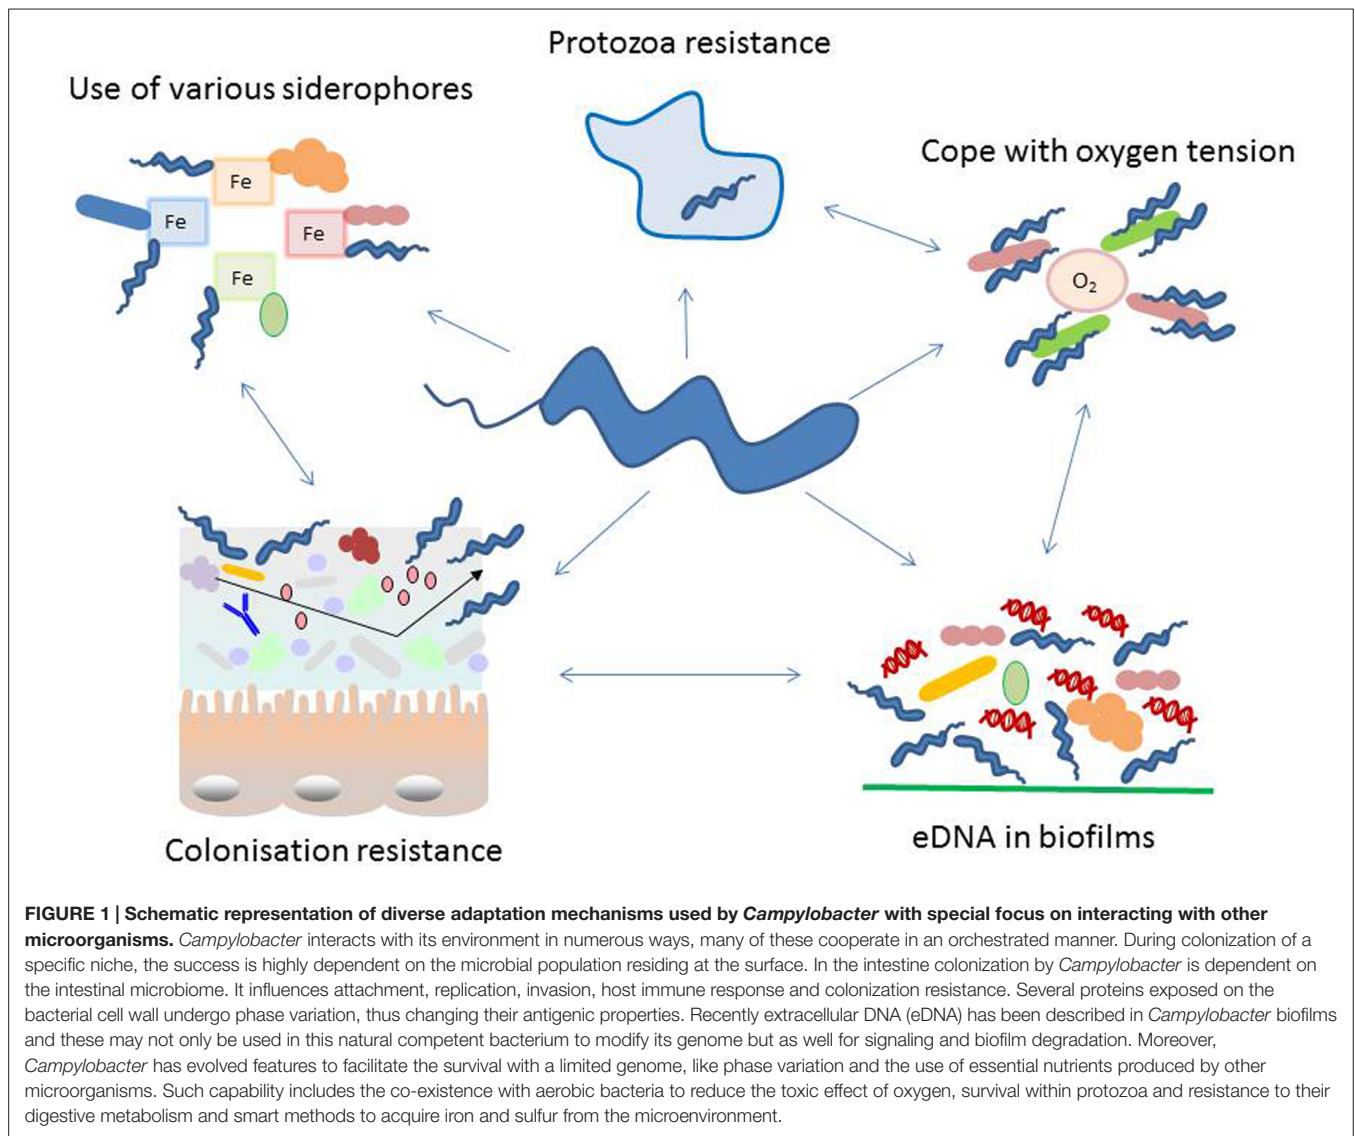 Protozoa resistance
Use of various siderophores
Cope with oxygen tension
Fe
Fe
Fe
Fe
O₂
Colonisation resistance
eDNA in biofilms
FIGURE 1 | Schematic representation of diverse adaptation mechanisms used by Campylobacter with special focus on interacting with other
microorganisms. Campylobacter interacts with its environment in numerous ways, many of these cooperate in an orchestrated manner. During colonization of a
specific niche, the success is highly dependent on the microbial population residing at the surface. In the intestine colonization by Campylobacter is dependent on
the intestinal microbiome. It influences attachment, replication, invasion, host immune response and colonization resistance. Several proteins exposed on the
bacterial cell wall undergo phase variation, thus changing their antigenic properties. Recently extracellular DNA (eDNA) has been described in Campylobacter biofilms
and these may not only be used in this natural competent bacterium to modify its genome but as well for signaling and biofilm degradation. Moreover,
Campylobacter has evolved features to facilitate the survival with a limited genome, like phase variation and the use of essential nutrients produced by other
microorganisms. Such capability includes the co-existence with aerobic bacteria to reduce the toxic effect of oxygen, survival within protozoa and resistance to their
digestive metabolism and smart methods to acquire iron and sulfur from the microenvironment.